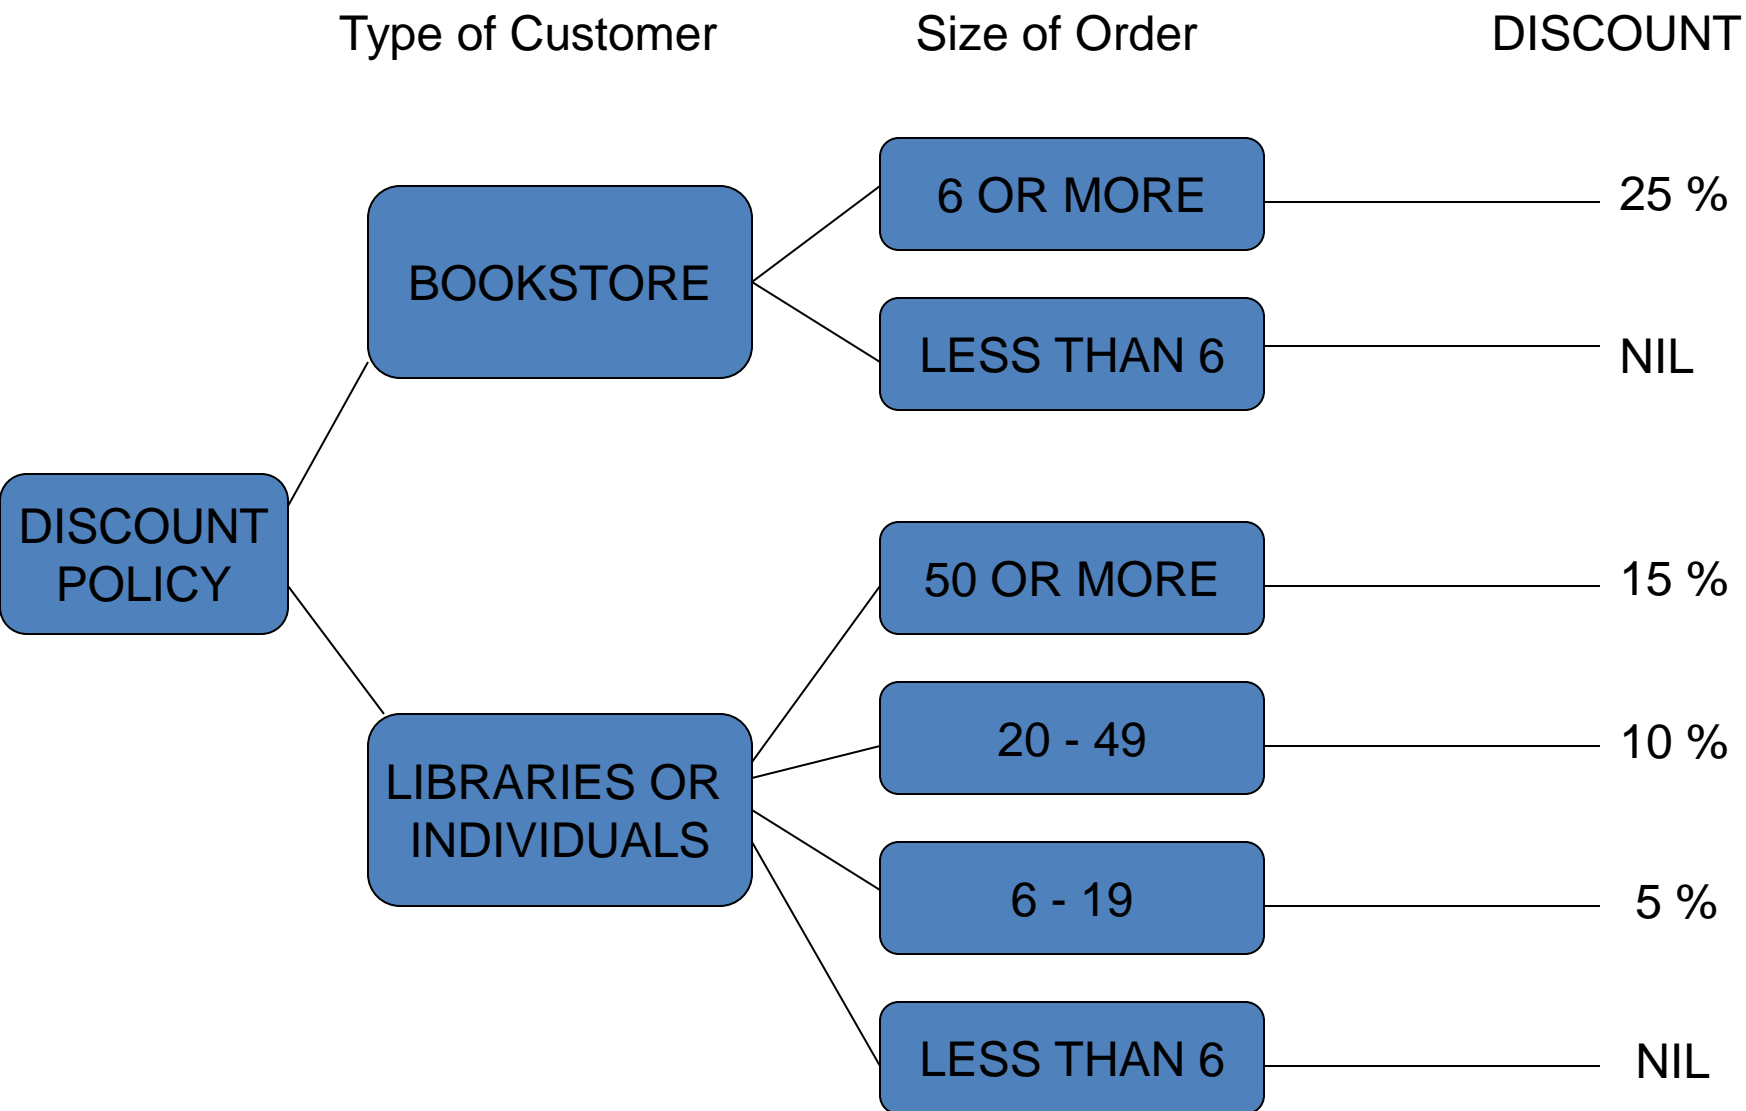 Type of Customer
Size of Order
DISCOUNT
6 OR MORE
25 %
BOOKSTORE
LESS THAN 6
NIL
DISCOUNT
POLICY
50 OR MORE
15 %
20 - 49
10 %
LIBRARIES OR
INDIVIDUALS
6 - 19
5 %
LESS THAN 6
NIL